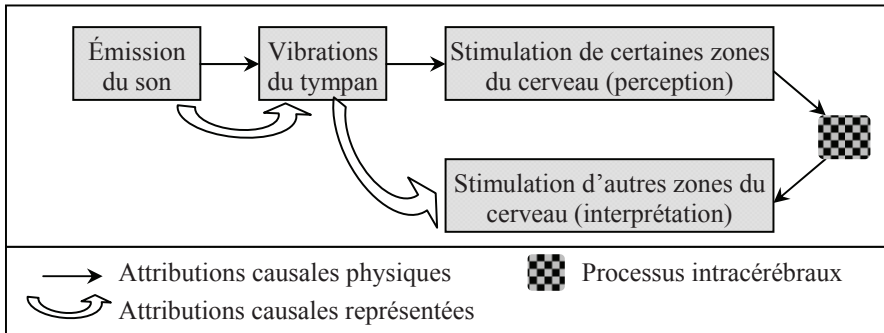 Émission
du son
Vibrations
du tympan
Stimulation de certaines zones
du cerveau (perception)
Stimulation d'autres zones du
cerveau (interprétation)
Attributions causales physiques
Processus intracérébraux
Attributions causales représentées